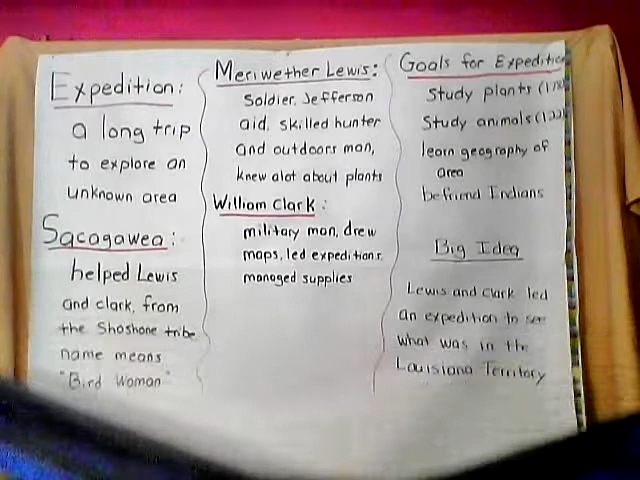 Expedition:
a long trip
to explore an
unknown area
Sacagawea:
helped Lewis
and Clark, from
the Shoshone tribe
name means
"Bird Woman"
Meriwether Lewis:
Soldier, Jefferson
aid, skilled hunter
and outdoors man,
knew alot about plants
William Clark:
military man, drew
maps, led expeditions,
managed supplies
Goals for Expedition
Study plants
Study animals
learn geography of
area
befriend Indians
Big Idea
Lewis and Clark led
an expedition to see
what was in the
Louisiana Territory